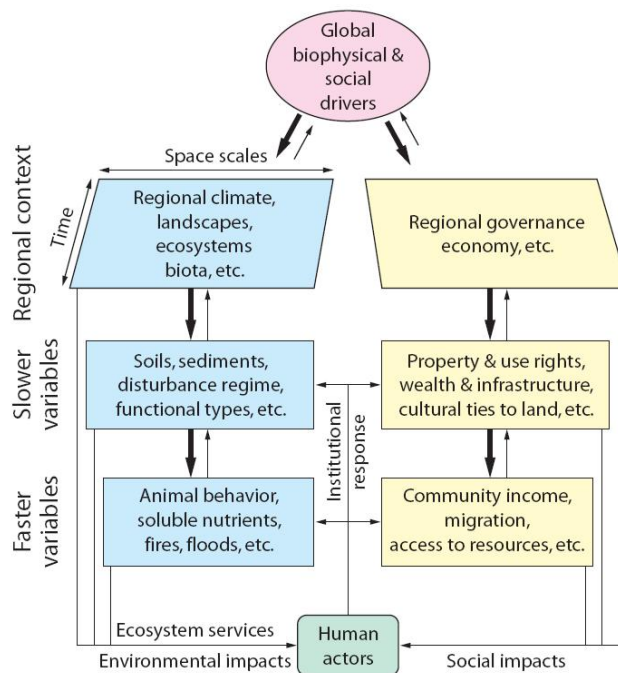 Global
biophysical &
social
drivers
Space scales
Time
Regional context
Regional climate,
landscapes,
ecosystems
biota, etc.
Regional governance
economy, etc.
Slower
variables
Soils, sediments,
disturbance regime,
functional types, etc.
Property & use rights,
wealth & infrastructure,
cultural ties to land, etc.
Institutional
response
Faster
variables
Animal behavior,
soluble nutrients,
fires, floods, etc.
Community income,
migration,
access to resources, etc.
Ecosystem services
Environmental impacts
Human
actors
Social impacts